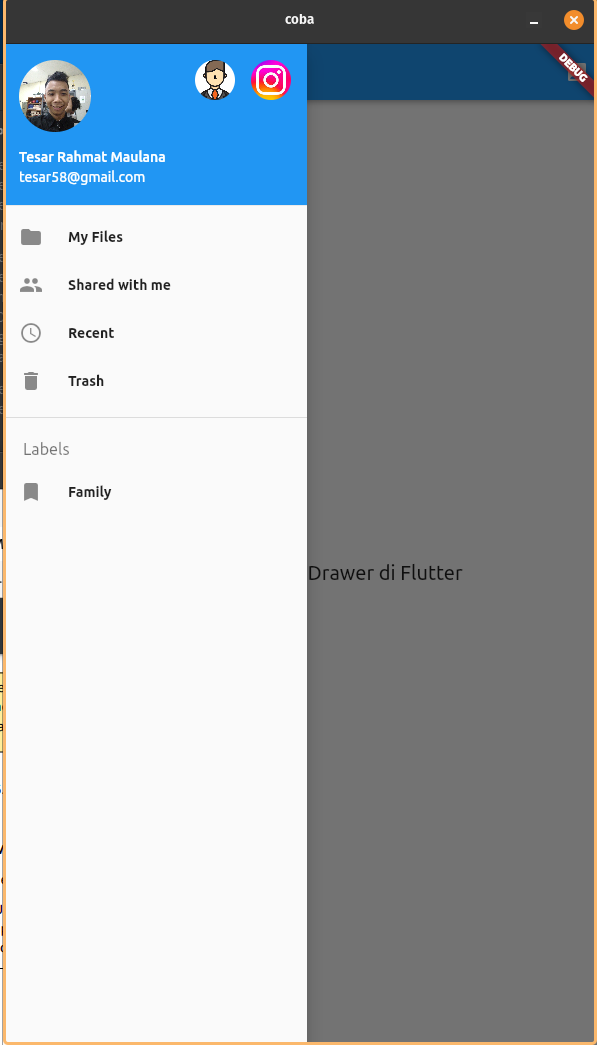 coba
DEBUG
Tesar Rahmat Maulana
tesar58@gmail.com
My Files
Shared with me
Recent
Trash
Labels
Family
Drawer di Flutter